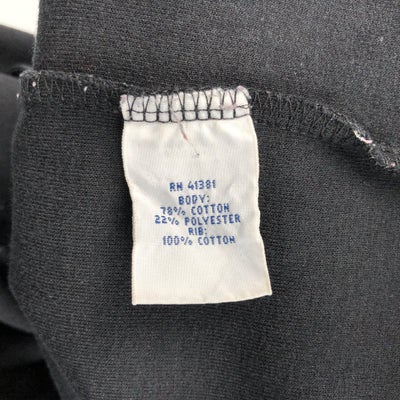 RN 41381
BODY:
78% COTTON
22% POLYESTER
RIB:
100% COTTON